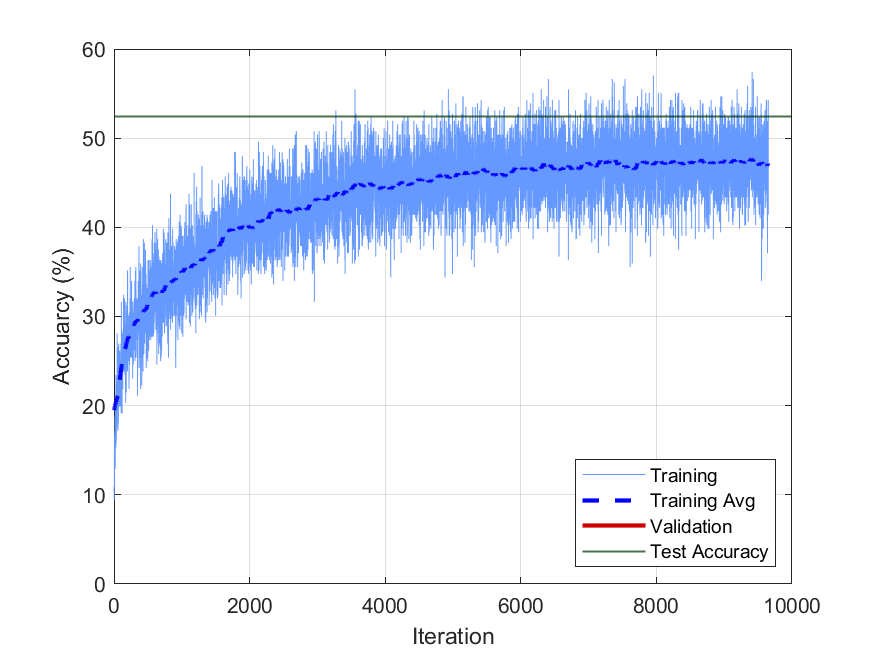 60
50
40
30
20
10
0
0 2000 4000 6000 8000 10000
Accuarcy (%)
Iteration
Training
Training Avg
Validation
Test Accuracy